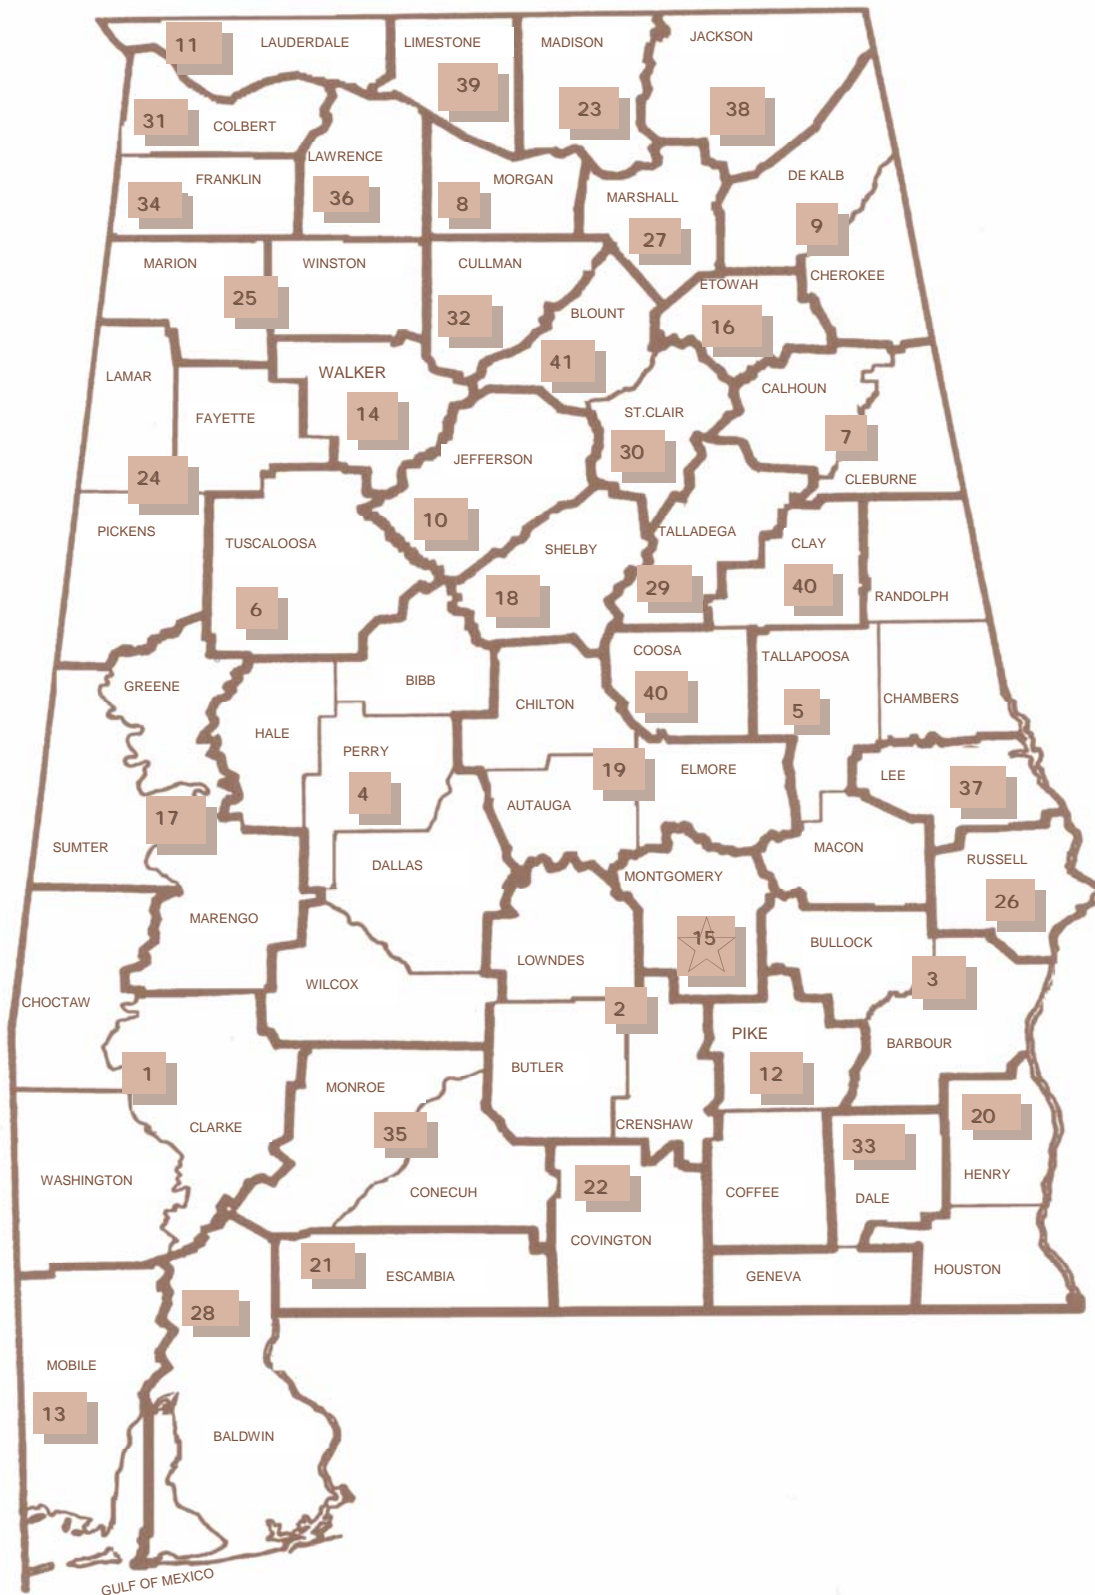 JACKSON
11
LAUDERDALE
LIMESTONE
MADISON
39
23
38
31
COLBERT
LAWRENCE
FRANKLIN
MORGAN
DE KALB
34
36
8
MARSHALL
9
27
MARION
WINSTON
CULLMAN
CHEROKEE
ETOWAH
25
32
BLOUNT
16
LAMAR
WALKER
41
CALHOUN
FAYETTE
14
ST.CLAIR
7
JEFFERSON
30
24
CLEBURNE
PICKENS
TUSCALOOSA
10
SHELBY
TALLADEGA
CLAY
6
18
29
40
RANDOLPH
GREENE
BIBB
COOSA
TALLAPOOSA
40
CHILTON
5
CHAMBERS
HALE
PERRY
19
ELMORE
LEE
4
AUTAUGA
37
17
SUMTER
DALLAS
MONTGOMERY
MACON
RUSSELL
26
MARENGO
15
BULLOCK
LOWNDES
3
CHOCTAW
WILCOX
2
PIKE
BARBOUR
1
MONROE
BUTLER
12
CLARKE
35
CRENSHAW
20
33
WASHINGTON
CONECUH
22
COFFEE
DALE
HENRY
COVINGTON
21
ESCAMBIA
GENEVA
HOUSTON
28
MOBILE
13
BALDWIN
GULF OF MEXICO